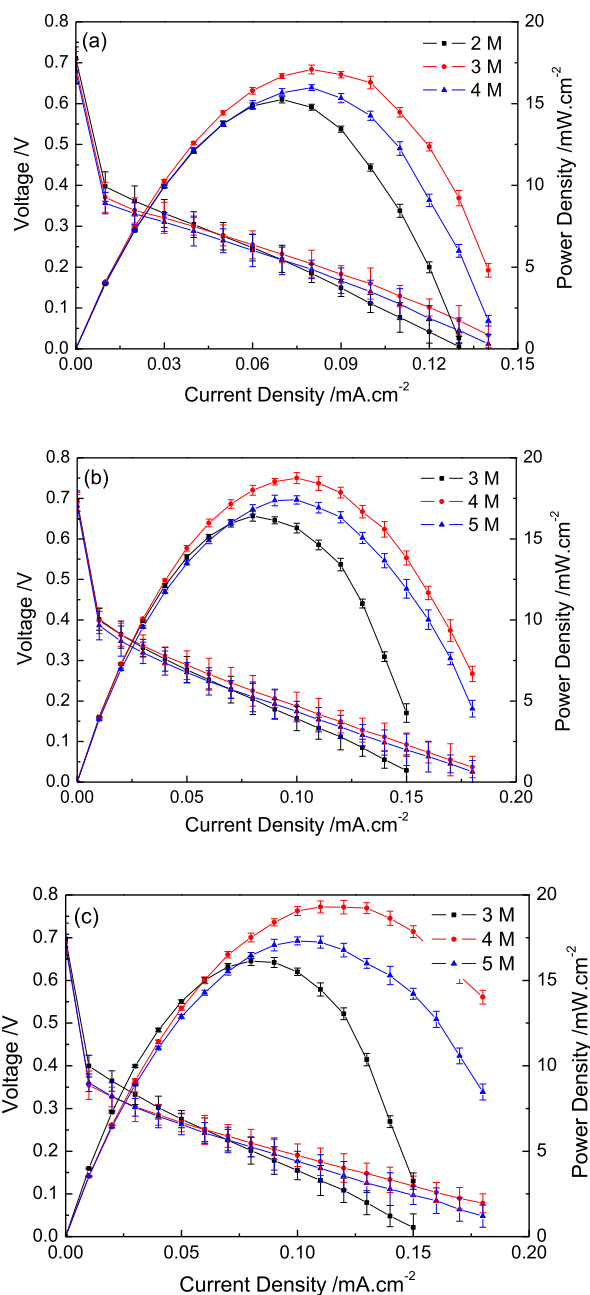 (a)
2 M
3 M
4 M
0.8
0.7
0.6
0.5
0.4
0.3
0.2
0.1
0.0
Voltage /V
20
15
10
5
0
Power Density /mW.cm-2
0.00 0.03 0.06 0.09 0.12 0.15
Current Density /mA.cm-2
(b)
3 M
4 M
5 M
0.8
0.7
0.6
0.5
0.4
0.3
0.2
0.1
0.0
Voltage /V
20
15
10
5
0
Power Density /mW.cm-2
0.00 0.05 0.10 0.15 0.20
Current Density /mA.cm-2
(c)
3 M
4 M
5 M
0.8
0.7
0.6
0.5
0.4
0.3
0.2
0.1
0.0
Voltage /V
20
15
10
5
0
Power Density /mW.cm-2
0.00 0.05 0.10 0.15 0.20
Current Density /mA.cm-2